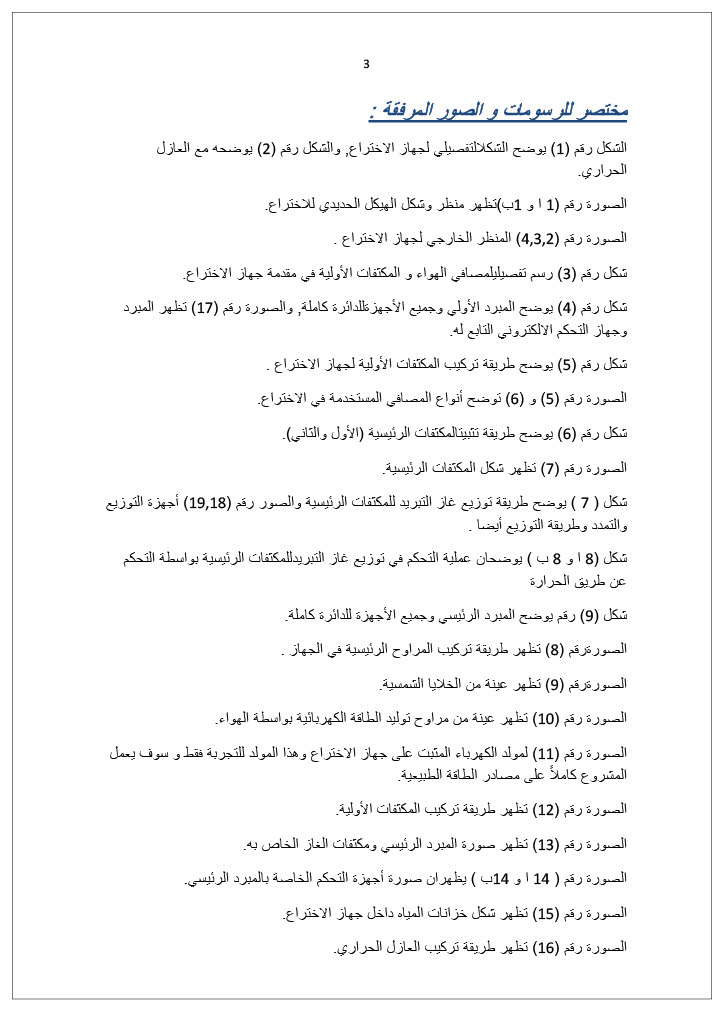 3
مختصر للرسومات و الصور المرفقة :
الشكل رقم (1) يوضح الشكلالتفصيلي لجهاز الاختراع, والشكل رقم (2) يوضحه مع العازل
الحراري.
الصورة رقم (1 ا و 1ب)تظهر منظر وشكل الهيكل الحديدي للاختراع.
الصورة رقم (4,3,2) المنظر الخارجي لجهاز الاختراع .
شكل رقم (3) رسم تفصيليلمصافي الهواء و المكثفات الأولية في مقدمة جهاز الاختراع.
شكل رقم (4) يوضح المبرد الأولي وجميع الأجهزةللدائرة كاملة, والصورة رقم (17) تظهر المبرد
وجهاز التحكم الالكتروني التابع له.
شكل رقم (5) يوضح طريقة تركيب المكثفات الأولية لجهاز الاختراع .
الصورة رقم (5) و (6) توضح أنواع المصافي المستخدمة في الاختراع.
شكل رقم (6) يوضح طريقة تثبيتالمكثفات الرئيسية (الأول والثاني).
الصورة رقم (7) تظهر شكل المكثفات الرئيسية.
شكل ( 7 ) يوضح طريقة توزيع غاز التبريد للمكثفات الرئيسية والصور رقم (19,18) أجهزة التوزيع
والتمدد وطريقة التوزيع أيضا .
شكل (8 ا و 8 ب ) يوضحان عملية التحكم في توزيع غاز التبريدللمكثفات الرئيسية بواسطة التحكم
عن طريق الحرارة
شكل (9) رقم يوضح المبرد الرئيسي وجميع الأجهزة للدائرة كاملة.
الصورةرقم (8) تظهر طريقة تركيب المراوح الرئيسية في الجهاز .
الصورةرقم (9) تظهر عينة من الخلايا الشمسية.
الصورة رقم (10) تظهر عينة من مراوح توليد الطاقة الكهربائية بواسطة الهواء.
الصورة رقم (11) لمولد الكهرباء المثبت على جهاز الاختراع وهذا المولد للتجربة فقط و سوف يعمل
المشروع كاملاً على مصادر الطاقة الطبيعية.
الصورة رقم (12) تظهر طريقة تركيب المكثفات الأولية.
الصورة رقم (13) تظهر صورة المبرد الرئيسي ومكثفات الغاز الخاص به.
الصورة رقم ( 14 ا و 14ب ) يظهران صورة أجهزة التحكم الخاصة بالمبرد الرئيسي.
الصورة رقم (15) تظهر شكل خزانات المياه داخل جهاز الاختراع.
الصورة رقم (16) تظهر طريقة تركيب العازل الحراري.